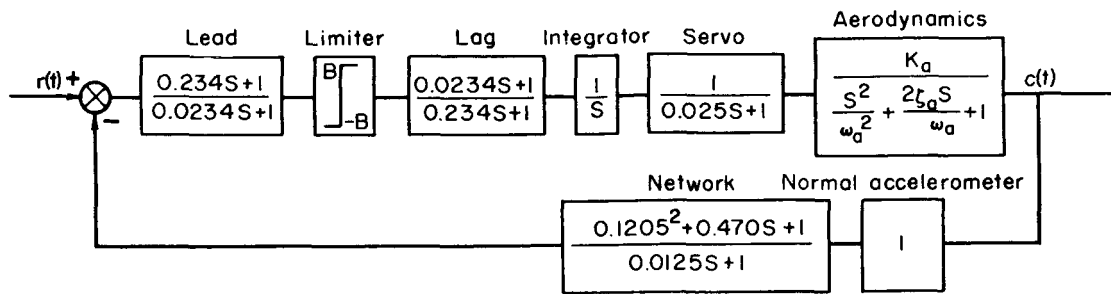 Aerodynamics
Lead
Limiter
Lag
Integrator
Servo
r(t) +
−
0.234S+1
0.0234S+1
B
−B
0.0234S+1
0.234S+1
1
S
1
0.025S+1
Kₐ
S²
ωₐ²
+
2ζₐS
ωₐ
+1
c(t)
Network
Normal accelerometer
0.1205²+0.470S+1
0.0125S+1
1